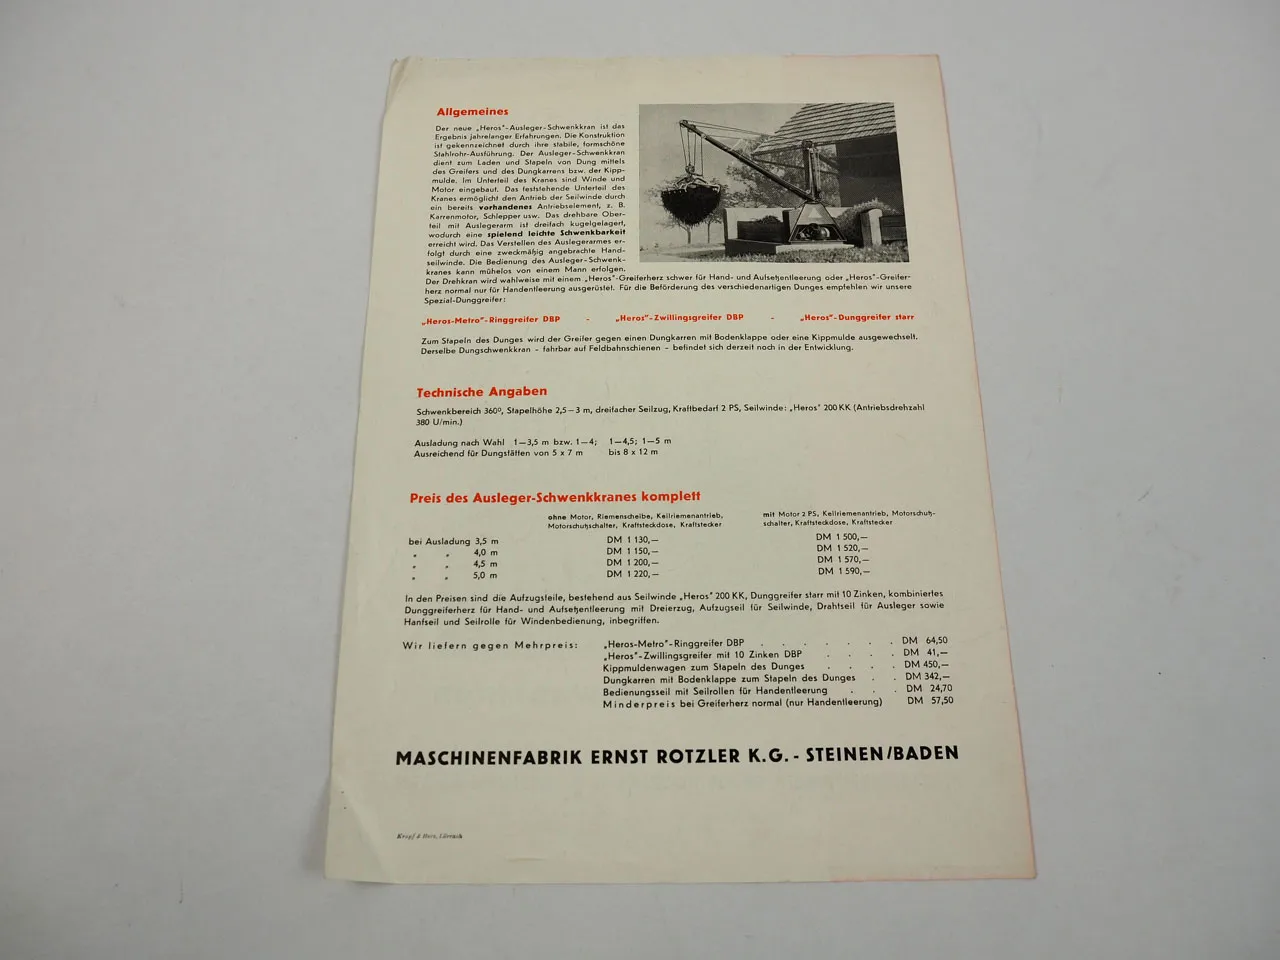 Allgemeines
Der neue „Heros"-Ausleger-Schwenkkran ist das
Ergebnis jahrelanger Erfahrungen. Die Konstruktion
ist gekennzeichnet durch ihre stabile, formschöne
Stahlrohr-Ausführung. Der Ausleger-Schwenkkran
dient zum Laden und Stapeln von Dung mittels
des Greifers und des Dungkarrens bzw. der Kipp-
mulde. Im Unterteil des Kranes sind Winde und
Motor eingebaut. Das feststehende Unterteil des
Kranes ermöglicht den Antrieb der Seilwinde durch
ein bereits vorhandenes Antriebselement, z. B.
Karrenmotor, Schlepper usw. Das drehbare Ober-
teil mit Auslegerarm ist dreifach kugelgelagert,
wodurch eine spielend leichte Schwenkbarkeit
erreicht wird. Das Verstellen des Auslegerarmes er-
folgt durch eine zweckmäßig angebrachte Hand-
seilwinde. Die Bedienung des Ausleger-Schwenk-
kranes kann mühelos von einem Mann erfolgen.
Der Drehkran wird wahlweise mit einem „Heros"-Greiferherz schwer für Hand- und Aufsetzentleerung oder „Heros"-Greifer-
herz normal nur für Handentleerung ausgerüstet. Für die Beförderung des verschiedenartigen Dunges empfehlen wir unsere
Spezial-Dunggreifer:
„Heros-Metro"-Ringgreifer DBP - „Heros"-Zwillingsgreifer DBP - „Heros"-Dunggreifer starr
Zum Stapeln des Dunges wird der Greifer gegen einen Dungkarren mit Bodenklappe oder eine Kippmulde ausgewechselt.
Derselbe Dungschwenkkran - fahrbar auf Feldbahnschienen - befindet sich derzeit noch in der Entwicklung.
Technische Angaben
Schwenkbereich 360°, Stapelhöhe 2,5—3 m, dreifacher Seilzug, Kraftbedarf 2 PS, Seilwinde: „Heros" 200 KK (Antriebsdrehzahl
380 U/min.)
Ausladung nach Wahl 1—3,5 m bzw. 1—4; 1—4,5; 1—5 m
Ausreichend für Dungstätten von 5 x 7 m bis 8 x 12 m
Preis des Ausleger-Schwenkkranes komplett
ohne Motor, Riemenscheibe, Keilriemenantrieb,
Motorschutzschalter, Kraftsteckdose, Kraftstecker
mit Motor 2 PS, Keilriemenantrieb, Motorschutz-
schalter, Kraftsteckdose, Kraftstecker
bei Ausladung 3,5 m DM 1 130,— DM 1 500,—
„ „ 4,0 m DM 1 150,— DM 1 520,—
„ „ 4,5 m DM 1 200,— DM 1 570,—
„ „ 5,0 m DM 1 220,— DM 1 590,—
In den Preisen sind die Aufzugsteile, bestehend aus Seilwinde „Heros" 200 KK, Dunggreifer starr mit 10 Zinken, kombiniertes
Dunggreiferherz für Hand- und Aufsetzentleerung mit Dreierzug, Aufzugseil für Seilwinde, Drahtseil für Ausleger sowie
Hanfseil und Seilrolle für Windenbedienung, inbegriffen.
Wir liefern gegen Mehrpreis: „Heros-Metro"-Ringgreifer DBP . . . . . . . DM 64,50
„Heros"-Zwillingsgreifer mit 10 Zinken DBP . . . . DM 41,—
Kippmuldenwagen zum Stapeln des Dunges . . . . DM 450,—
Dungkarren mit Bodenklappe zum Stapeln des Dunges . . DM 342,—
Bedienungsseil mit Seilrollen für Handentleerung . . . DM 24,70
Minderpreis bei Greiferherz normal (nur Handentleerung) DM 57,50
MASCHINENFABRIK ERNST ROTZLER K.G. - STEINEN/BADEN
Kropf & Herz, Lörrach